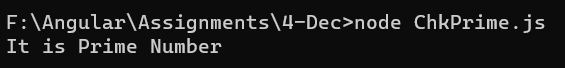 F:\Angular\Assignments\4-Dec>node ChkPrime.js
It is Prime Number